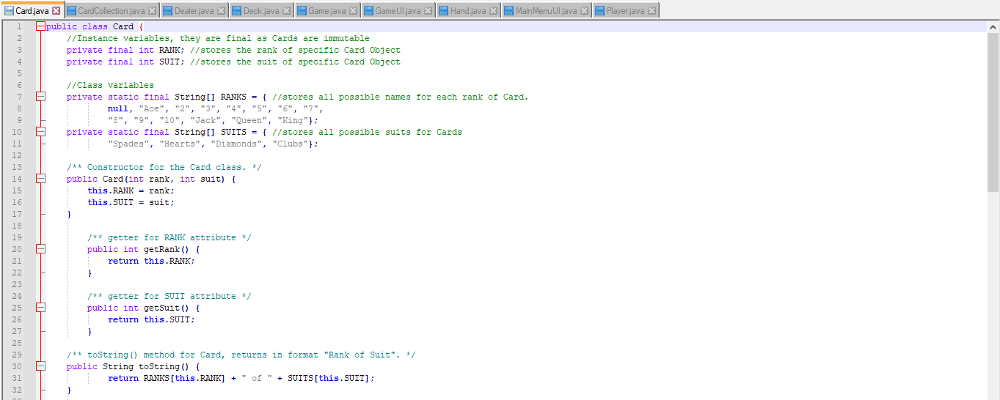 Card.java CardCollection.java Dealer.java Deck.java Game.java GameUI.java Hand.java MainMenuUI.java Player.java
1 public class Card {
2 //Instance variables, they are final as Cards are immutable
3 private final int RANK; //stores the rank of specific Card Object
4 private final int SUIT; //stores the suit of specific Card Object
5
6 //Class variables
7 private static final String[] RANKS = { //stores all possible names for each rank of Card.
8 null, "Ace", "2", "3", "4", "5", "6", "7",
9 "8", "9", "10", "Jack", "Queen", "King"};
10 private static final String[] SUITS = { //stores all possible suits for Cards
11 "Spades", "Hearts", "Diamonds", "Clubs"};
12
13 /** Constructor for the Card class. */
14 public Card(int rank, int suit) {
15 this.RANK = rank;
16 this.SUIT = suit;
17 }
18
19 /** getter for RANK attribute */
20 public int getRank() {
21 return this.RANK;
22 }
23
24 /** getter for SUIT attribute */
25 public int getSuit() {
26 return this.SUIT;
27 }
28
29 /** toString() method for Card, returns in format "Rank of Suit". */
30 public String toString() {
31 return RANKS[this.RANK] + " of " + SUITS[this.SUIT];
32 }